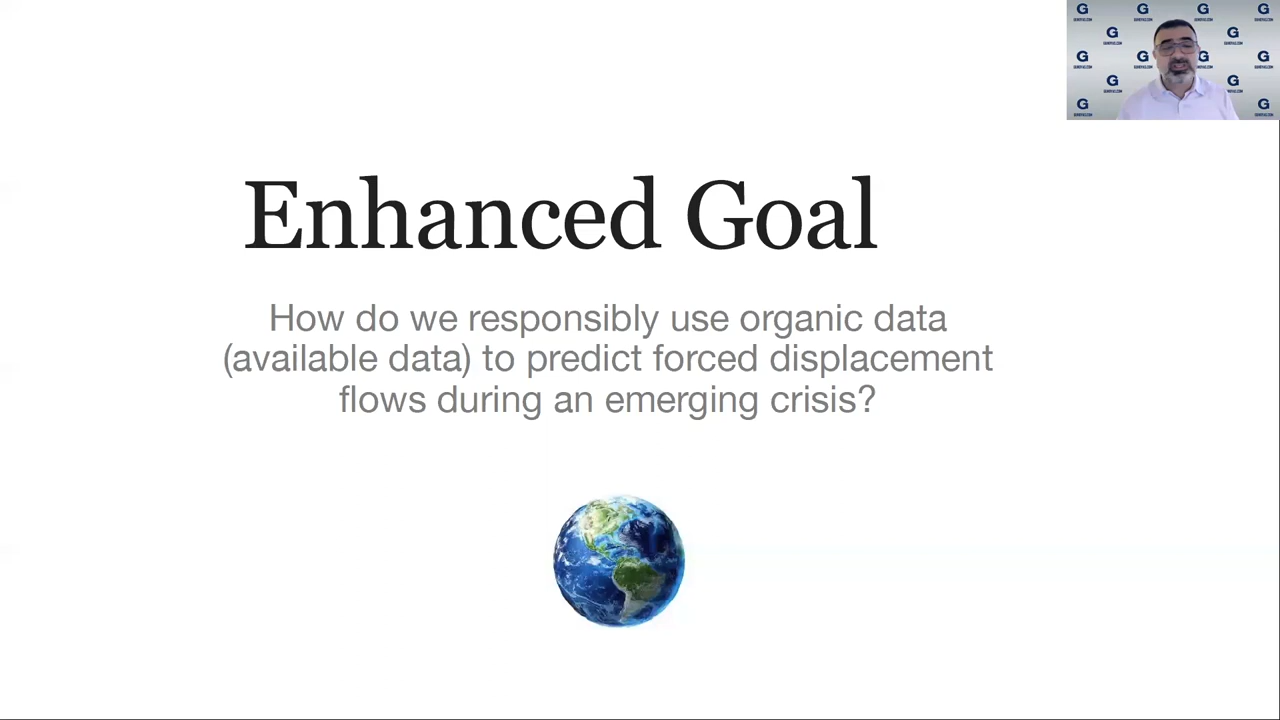 Enhanced Goal
How do we responsibly use organic data
(available data) to predict forced displacement
flows during an emerging crisis?